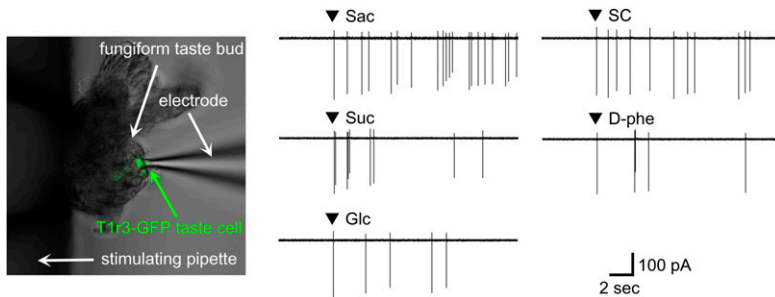 fungiform taste bud
electrode
T1r3-GFP taste cell
stimulating pipette
▼ Sac
▼ SC
▼ Suc
▼ D-phe
▼ Glc
100 pA
2 sec